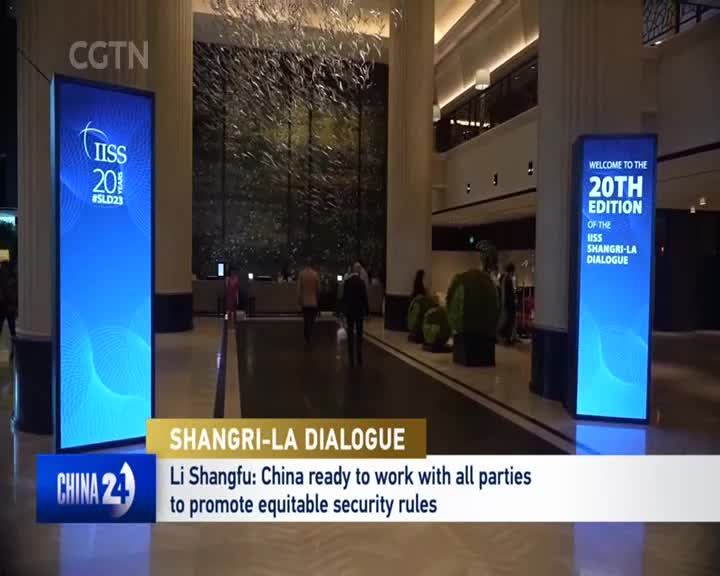 CGTN
IISS
20 YEARS
#SLD23
WELCOME TO THE
20TH
EDITION
OF THE
IISS
SHANGRI-LA
DIALOGUE
SHANGRI-LA DIALOGUE
CHINA 24
Li Shangfu: China ready to work with all parties
to promote equitable security rules